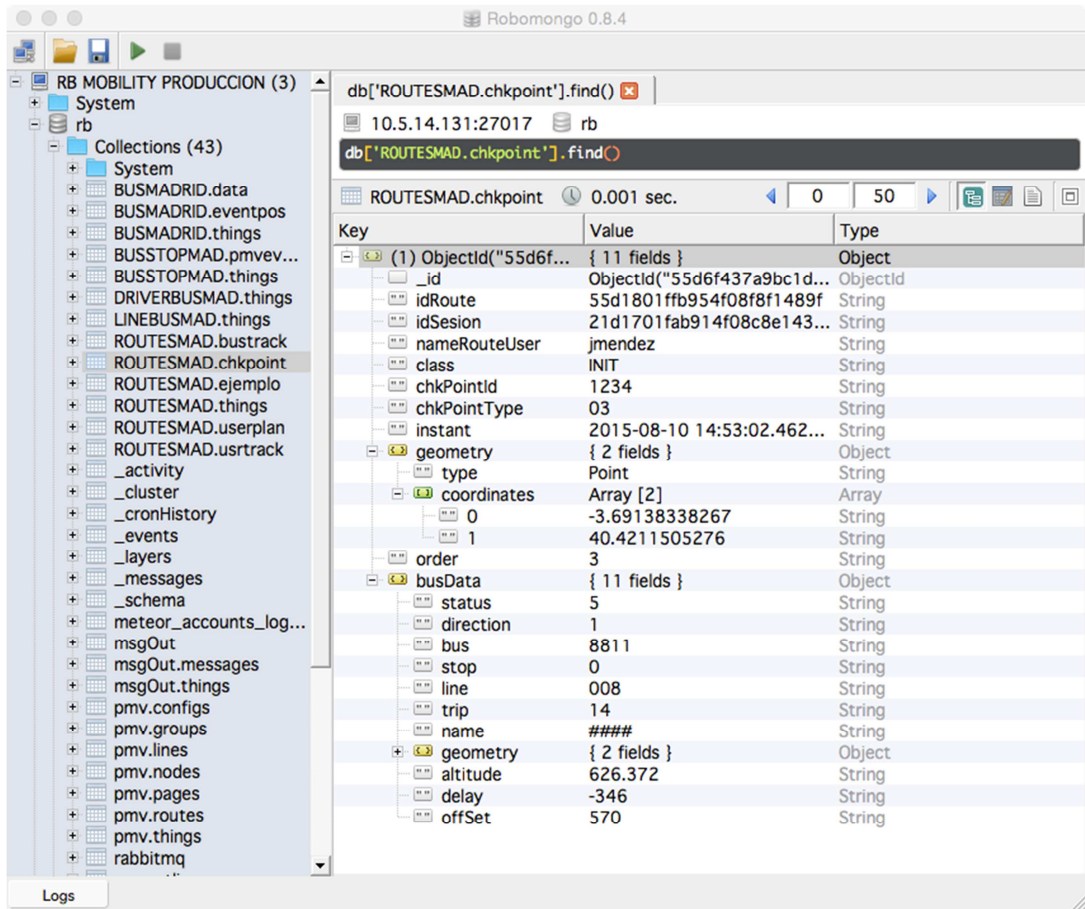 Robomongo 0.8.4
RB MOBILITY PRODUCCION (3)
System
rb
Collections (43)
System
BUSMADRID.data
BUSMADRID.eventpos
BUSMADRID.things
BUSSTOPMAD.pmvev...
BUSSTOPMAD.things
DRIVERBUSMAD.things
LINEBUSMAD.things
ROUTESMAD.bustrack
ROUTESMAD.chkpoint
ROUTESMAD.ejemplo
ROUTESMAD.things
ROUTESMAD.userplan
ROUTESMAD.usrtrack
_activity
_cluster
_cronHistory
_events
_layers
_messages
_schema
meteor_accounts_log...
msgOut
msgOut.messages
msgOut.things
pmv.configs
pmv.groups
pmv.lines
pmv.nodes
pmv.pages
pmv.routes
pmv.things
rabbitmq
db['ROUTESMAD.chkpoint'].find()
10.5.14.131:27017 rb
db['ROUTESMAD.chkpoint'].find()
ROUTESMAD.chkpoint 0.001 sec. 0 50
Key Value Type
(1) ObjectId("55d6f... { 11 fields } Object
_id ObjectId("55d6f437a9bc1d... ObjectId
idRoute 55d1801ffb954f08f8f1489f String
idSesion 21d1701fab914f08c8e143... String
nameRouteUser jmendez String
class INIT String
chkPointId 1234 String
chkPointType 03 String
instant 2015-08-10 14:53:02.462... String
geometry { 2 fields } Object
type Point String
coordinates Array [2] Array
0 -3.69138338267 String
1 40.4211505276 String
order 3 String
busData { 11 fields } Object
status 5 String
direction 1 String
bus 8811 String
stop 0 String
line 008 String
trip 14 String
name #### String
geometry { 2 fields } Object
altitude 626.372 String
delay -346 String
offSet 570 String
Logs